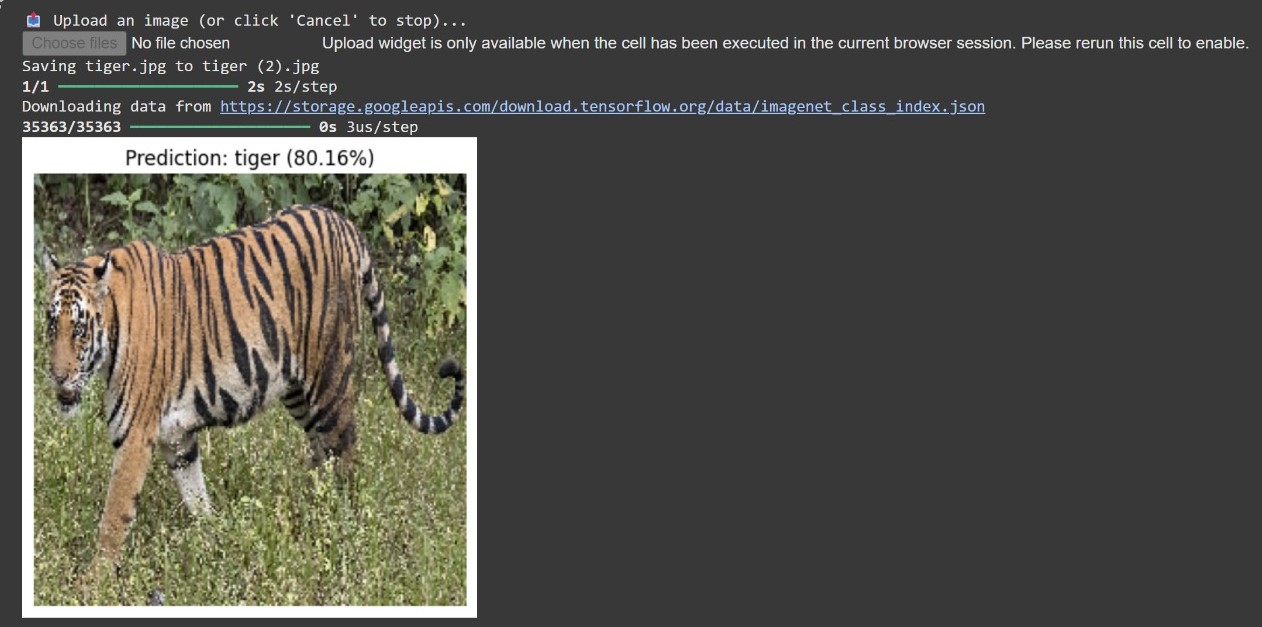 Upload an image (or click 'Cancel' to stop)...
Choose files No file chosen Upload widget is only available when the cell has been executed in the current browser session. Please rerun this cell to enable.
Saving tiger.jpg to tiger (2).jpg
1/1 2s 2s/step
Downloading data from https://storage.googleapis.com/download.tensorflow.org/data/imagenet_class_index.json
35363/35363 0s 3us/step
Prediction: tiger (80.16%)